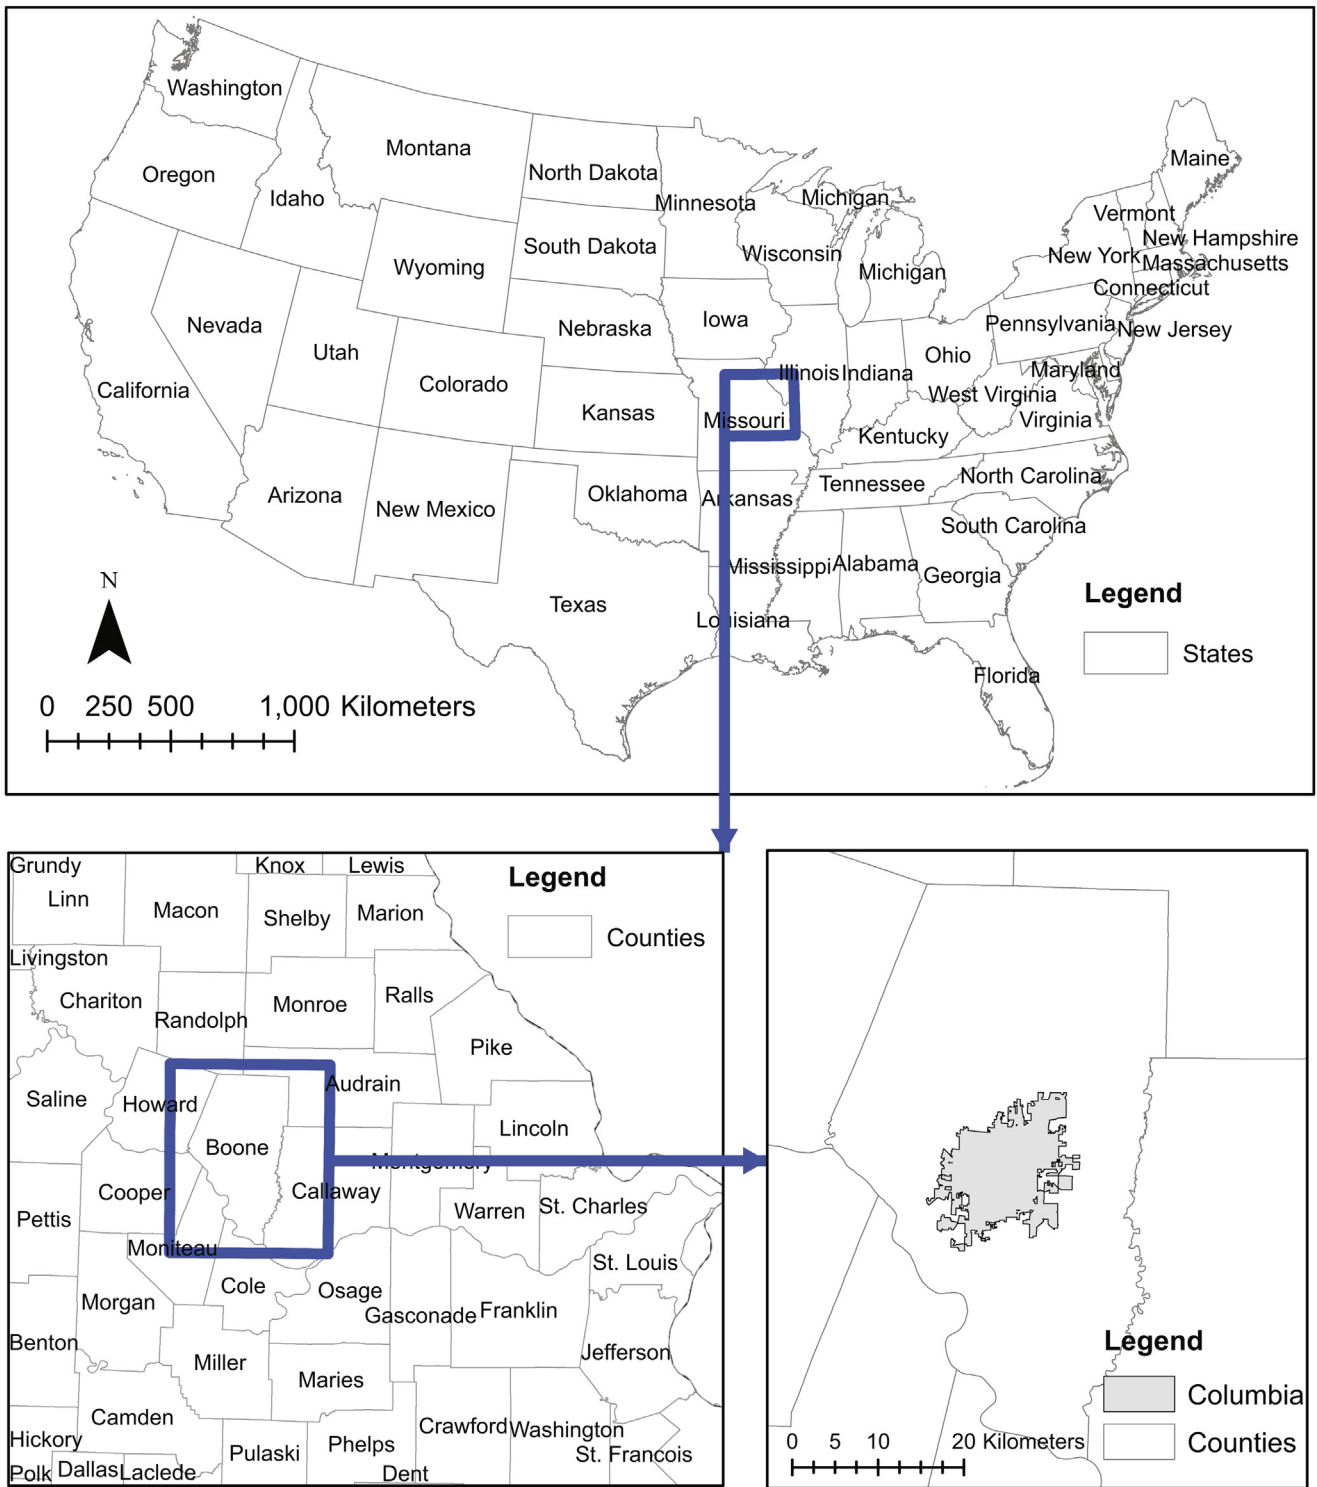 Washington
Montana
North Dakota
Maine
Oregon
Idaho
Minnesota
Michigan
Vermont
South Dakota
Wisconsin
New Hampshire
New York
Massachusetts
Wyoming
Michigan
Connecticut
Nevada
Nebraska
Iowa
Pennsylvania
New Jersey
Utah
Ohio
Colorado
Illinois
Indiana
Maryland
California
West Virginia
Kansas
Missouri
Virginia
Kentucky
Arizona
New Mexico
Oklahoma
Arkansas
Tennessee
North Carolina
South Carolina
Mississippi
Alabama
Georgia
N
Texas
Louisiana
Legend
States
Florida
0 250 500 1,000 Kilometers
Grundy
Knox
Lewis
Legend
Linn
Macon
Shelby
Marion
Counties
Livingston
Chariton
Randolph
Monroe
Ralls
Pike
Saline
Howard
Audrain
Boone
Lincoln
Montgomery
Cooper
Callaway
Pettis
Warren
St. Charles
Moniteau
St. Louis
Cole
Osage
Morgan
Gasconade
Franklin
Benton
Miller
Jefferson
Maries
Camden
Crawford
Washington
Hickory
Pulaski
Phelps
St. Francois
Polk
Dallas
Laclede
Dent
Legend
Columbia
Counties
0 5 10 20 Kilometers